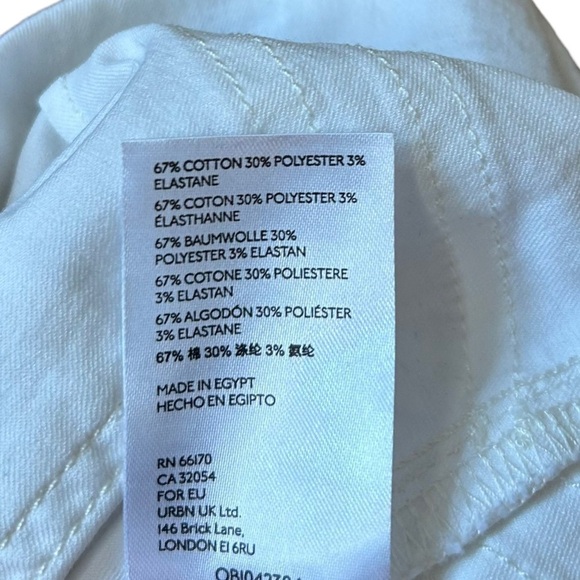 67% COTTON 30% POLYESTER 3%
ELASTANE
67% COTON 30% POLYESTER 3%
ÉLASTHANNE
67% BAUMWOLLE 30%
POLYESTER 3% ELASTAN
67% COTONE 30% POLIESTERE
3% ELASTAN
67% ALGODÓN 30% POLIÉSTER
3% ELASTANE
67% 棉 30% 涤纶 3% 氨纶
MADE IN EGYPT
HECHO EN EGIPTO
RN 66170
CA 32054
FOR EU
URBN UK Ltd.
146 Brick Lane,
LONDON E1 6RU